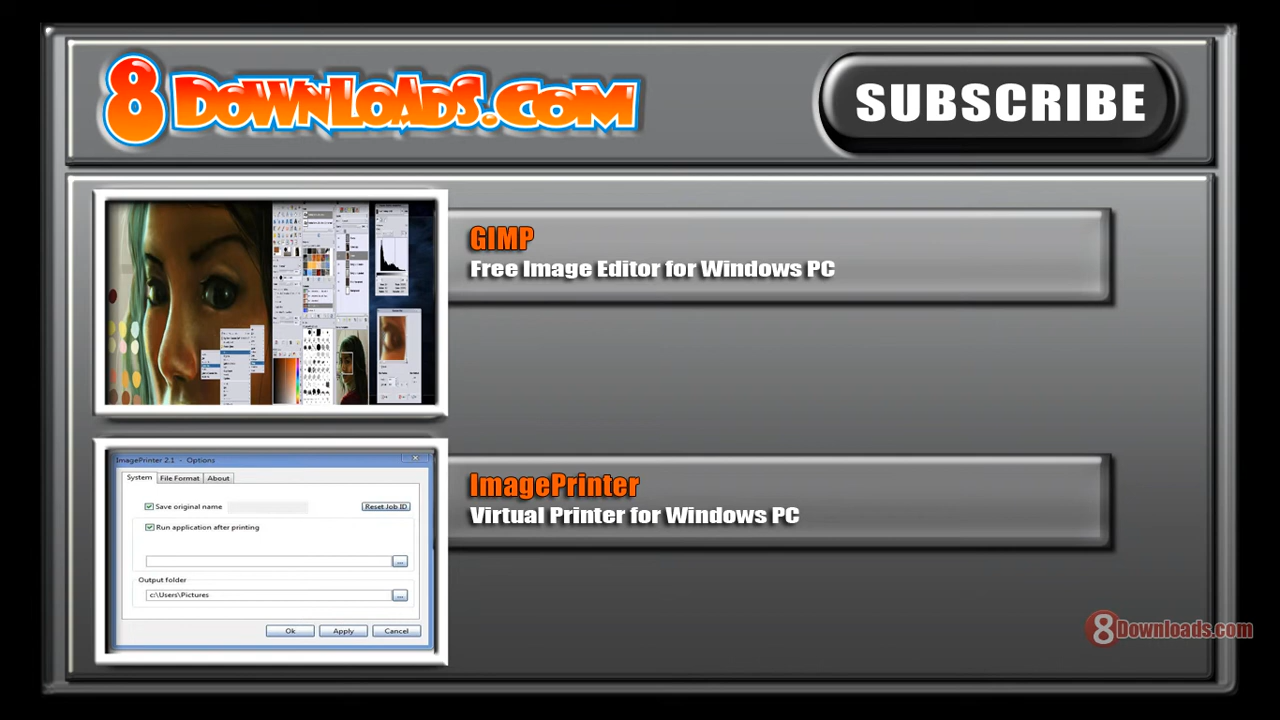 8DOWNLOADS.COM
SUBSCRIBE
GIMP
Free Image Editor for Windows PC
ImagePrinter 2.1 - Options
System File Format About
Save original name
Reset Job ID
Run application after printing
...
Output folder
c:\Users\Pictures
...
Ok Apply Cancel
ImagePrinter
Virtual Printer for Windows PC
8Downloads.com